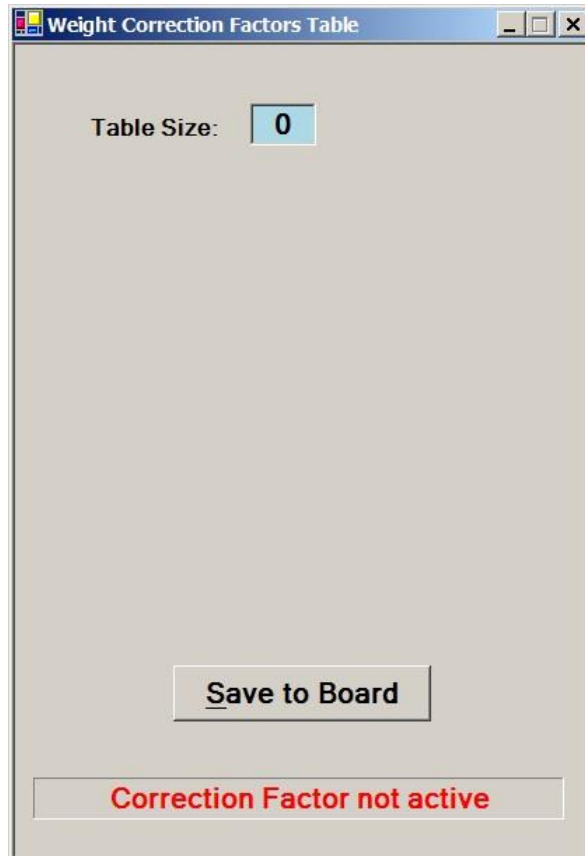 Weight Correction Factors Table
Table Size: 0
Save to Board
Correction Factor not active